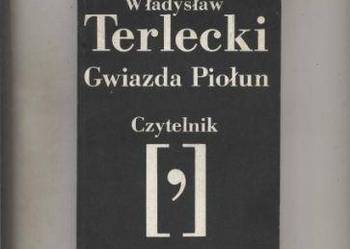 Władysław
Terlecki
Gwiazda Piołun
Czytelnik
[,]